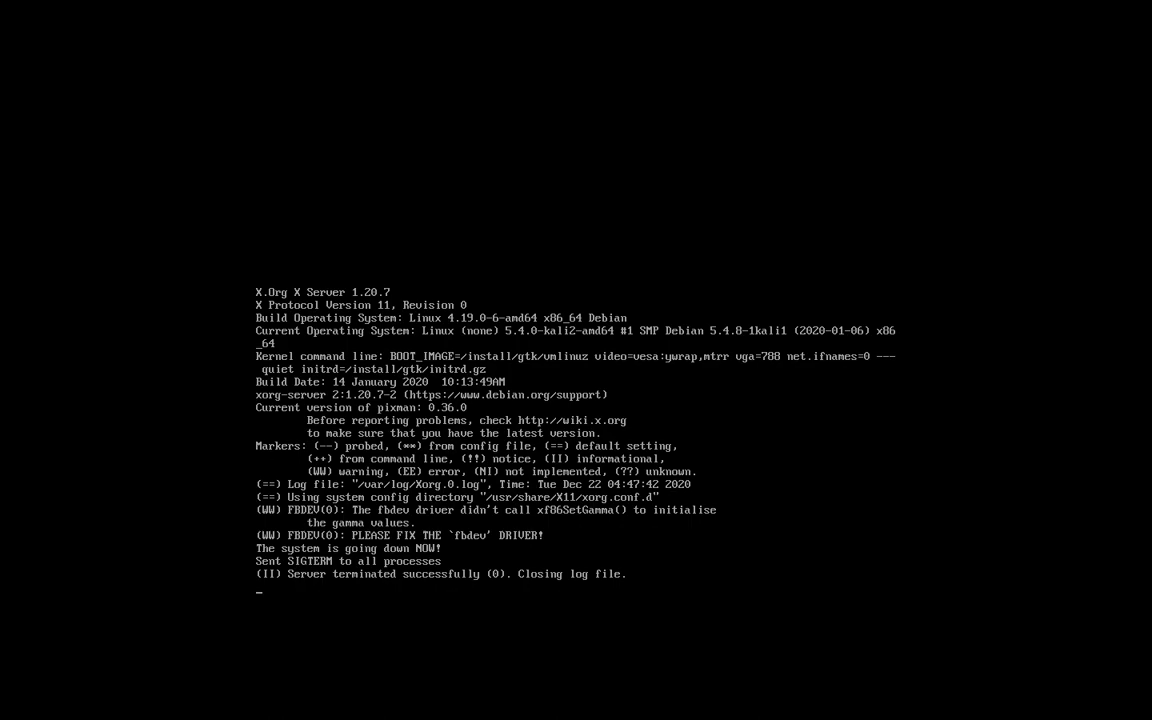 X.Org X Server 1.20.7
X Protocol Version 11, Revision 0
Build Operating System: Linux 4.19.0-6-amd64 x86_64 Debian
Current Operating System: Linux (none) 5.4.0-kali2-amd64 #1 SMP Debian 5.4.8-1kali1 (2020-01-06) x86
_64
Kernel command line: BOOT_IMAGE=/install/gtk/vmlinuz video=vesa:ywrap,mtrr vga=788 net.ifnames=0 ---
 quiet initrd=/install/gtk/initrd.gz
Build Date: 14 January 2020  10:13:49AM
xorg-server 2:1.20.7-2 (https://www.debian.org/support)
Current version of pixman: 0.36.0
        Before reporting problems, check http://wiki.x.org
        to make sure that you have the latest version.
Markers: (--) probed, (**) from config file, (==) default setting,
        (++) from command line, (!!) notice, (II) informational,
        (WW) warning, (EE) error, (NI) not implemented, (??) unknown.
(==) Log file: "/var/log/Xorg.0.log", Time: Tue Dec 22 04:47:42 2020
(==) Using system config directory "/usr/share/X11/xorg.conf.d"
(WW) FBDEV(0): The fbdev driver didn't call xf86SetGamma() to initialise
        the gamma values.
(WW) FBDEV(0): PLEASE FIX THE `fbdev' DRIVER!
The system is going down NOW!
Sent SIGTERM to all processes
(II) Server terminated successfully (0). Closing log file.
_